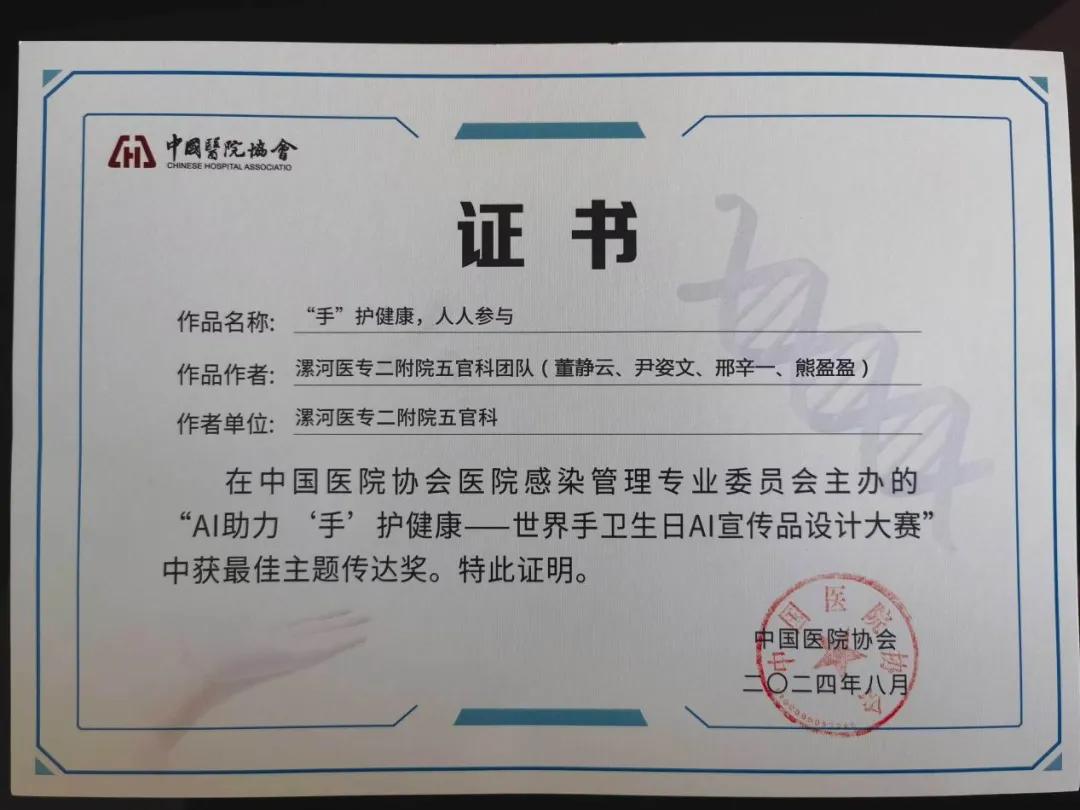 中國醫院協會
CHINESE HOSPITAL ASSOCIATIO
证书
作品名称: “手”护健康，人人参与
作品作者: 漯河医专二附院五官科团队（董静云、尹姿文、邢辛一、熊盈盈）
作者单位: 漯河医专二附院五官科
在中国医院协会医院感染管理专业委员会主办的
“AI助力 ‘手’护健康——世界手卫生日AI宣传品设计大赛”
中获最佳主题传达奖。特此证明。
中国医院协会
中国医院协会
二〇二四年八月